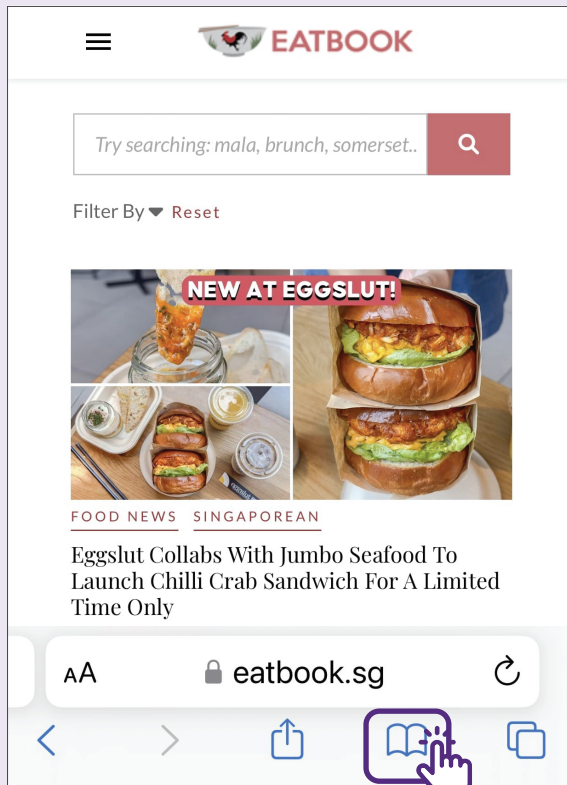 EATBOOK
Try searching: mala, brunch, somerset..
Filter By Reset
NEW AT EGGSLUT!
FOOD NEWS SINGAPOREAN
Eggslut Collabs With Jumbo Seafood To
Launch Chilli Crab Sandwich For A Limited
Time Only
AA eatbook.sg